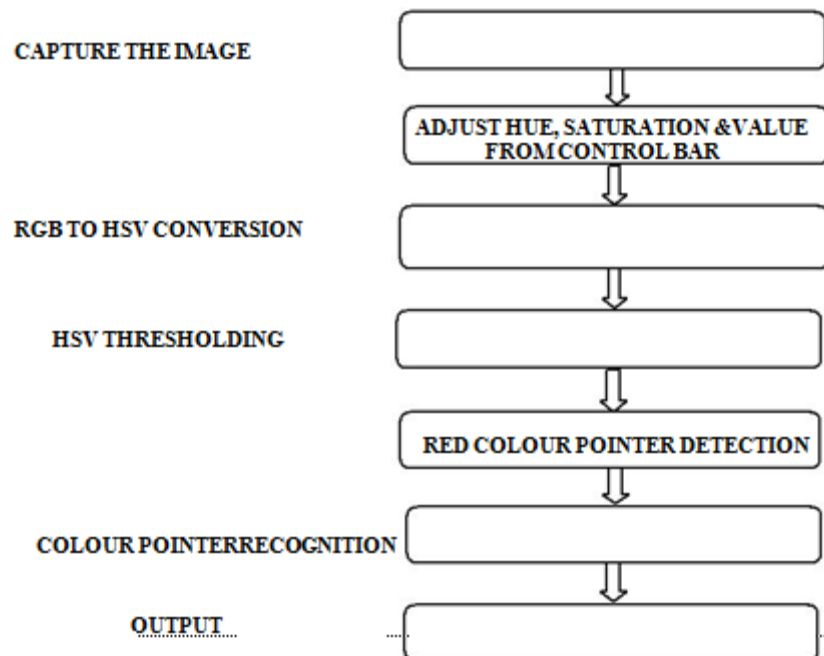 CAPTURE THE IMAGE
ADJUST HUE, SATURATION &VALUE
FROM CONTROL BAR
RGB TO HSV CONVERSION
HSV THRESHOLDING
RED COLOUR POINTER DETECTION
COLOUR POINTERRECOGNITION
OUTPUT